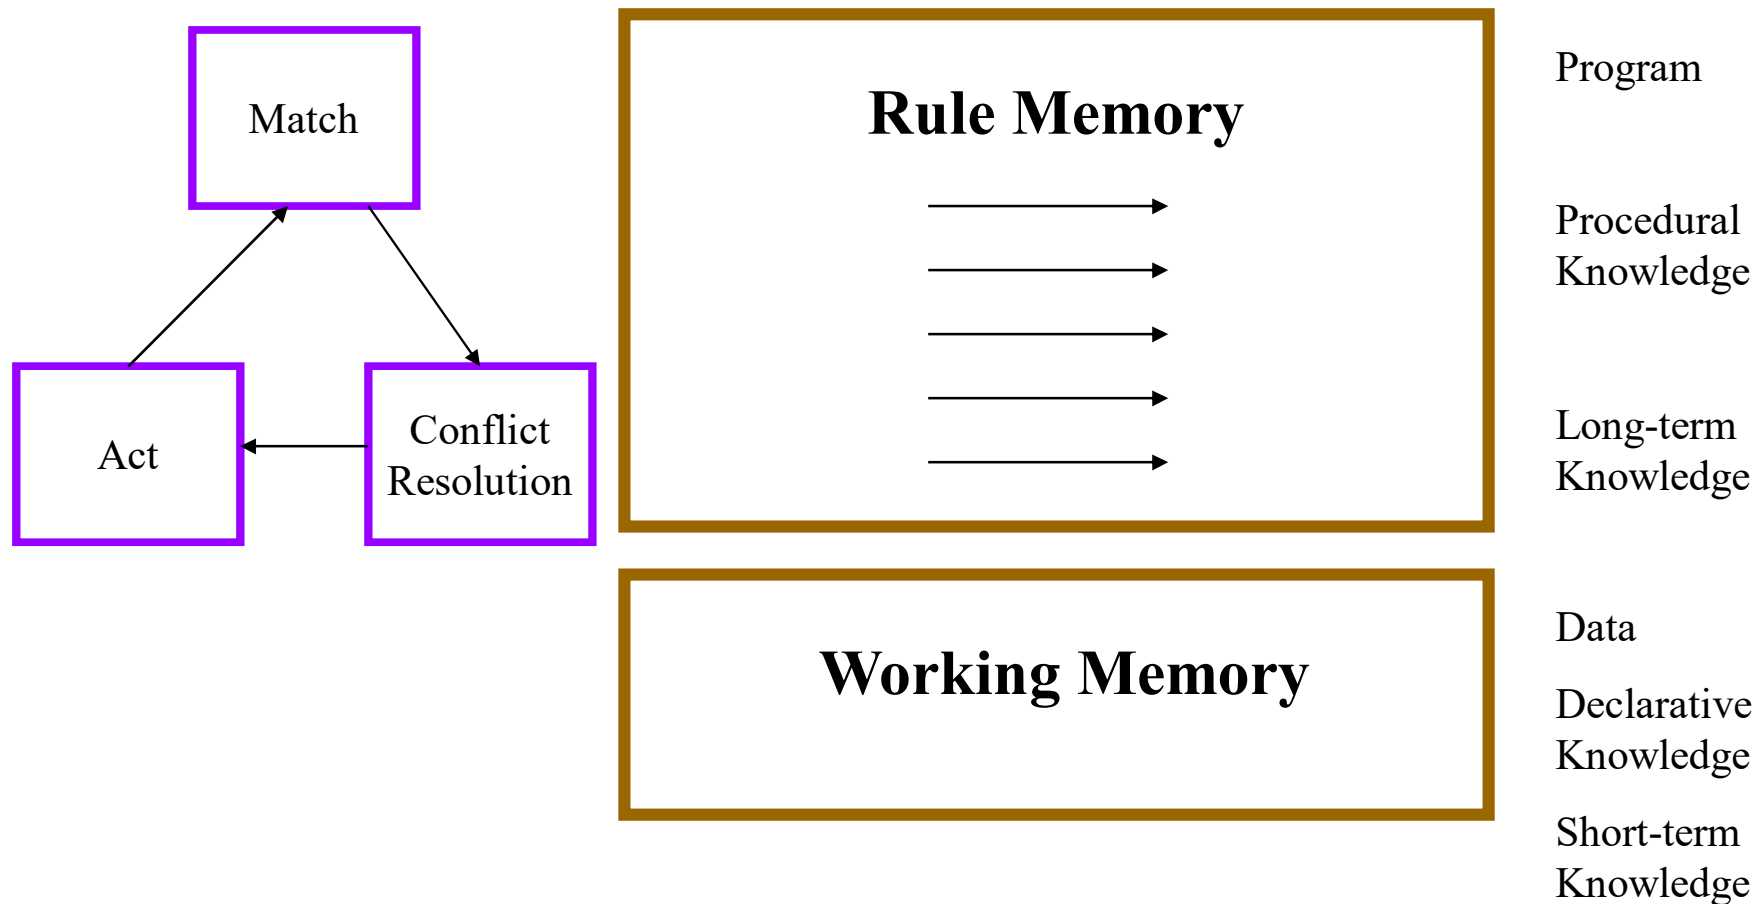 Match
Act
Conflict
Resolution
Rule Memory
Working Memory
Program
Procedural
Knowledge
Long-term
Knowledge
Data
Declarative
Knowledge
Short-term
Knowledge